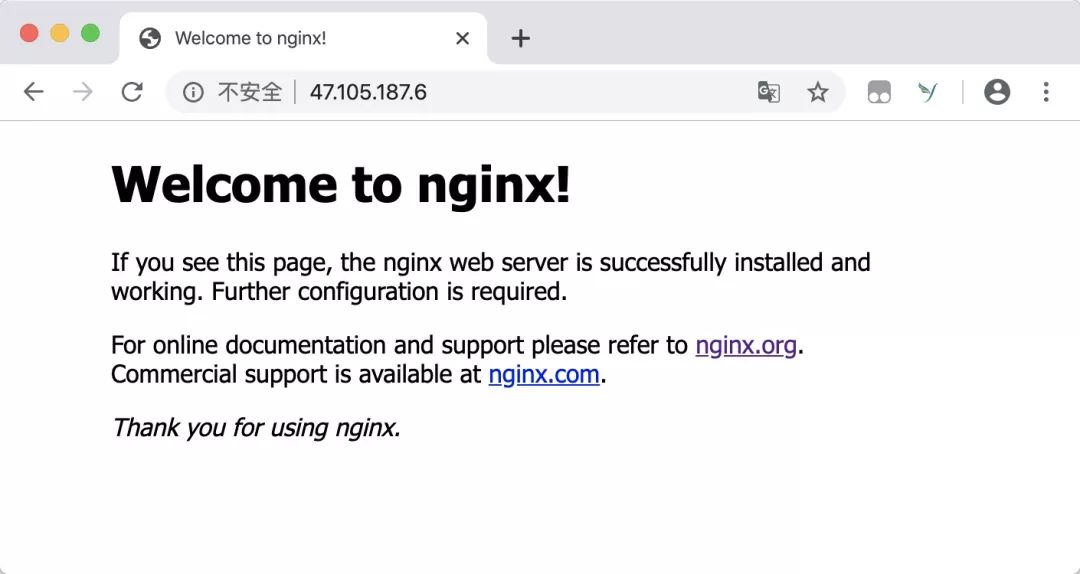 Welcome to nginx!
不安全 47.105.187.6
Welcome to nginx!
If you see this page, the nginx web server is successfully installed and
working. Further configuration is required.
For online documentation and support please refer to nginx.org.
Commercial support is available at nginx.com.
Thank you for using nginx.